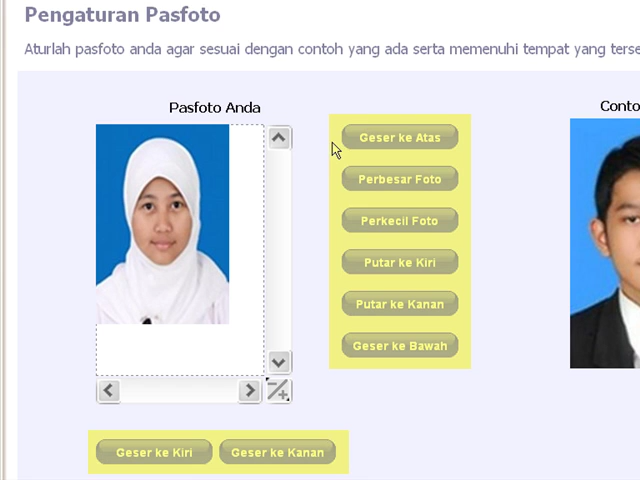 Pengaturan Pasfoto
Aturlah pasfoto anda agar sesuai dengan contoh yang ada serta memenuhi tempat yang terse
Pasfoto Anda
Conto
Geser ke Atas
Perbesar Foto
Perkecil Foto
Putar ke Kiri
Putar ke Kanan
Geser ke Bawah
Geser ke Kiri
Geser ke Kanan